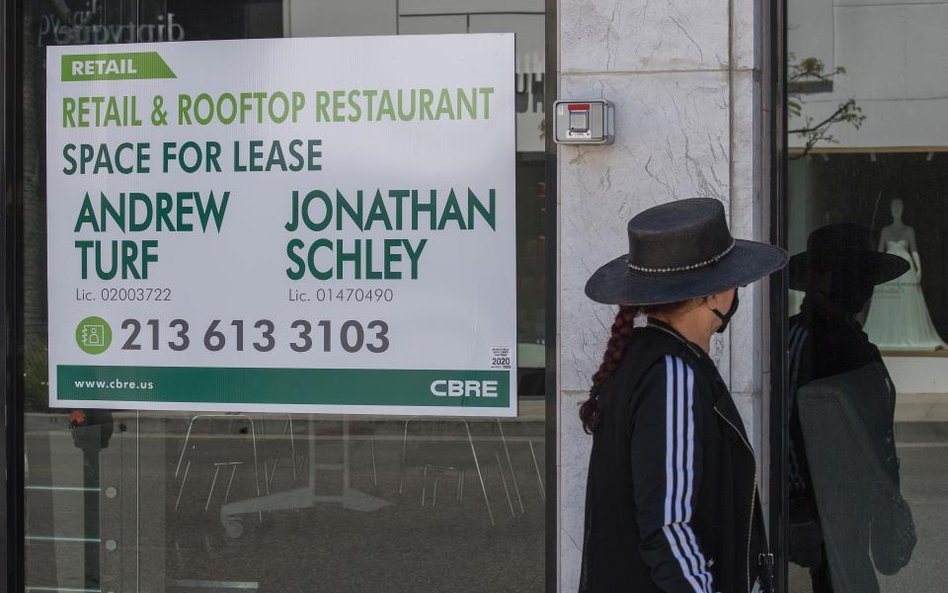 RETAIL
RETAIL & ROOFTOP RESTAURANT
SPACE FOR LEASE
ANDREW
TURF
Lic. 02003722
JONATHAN
SCHLEY
Lic. 01470490
213 613 3103
2020
www.cbre.us
CBRE